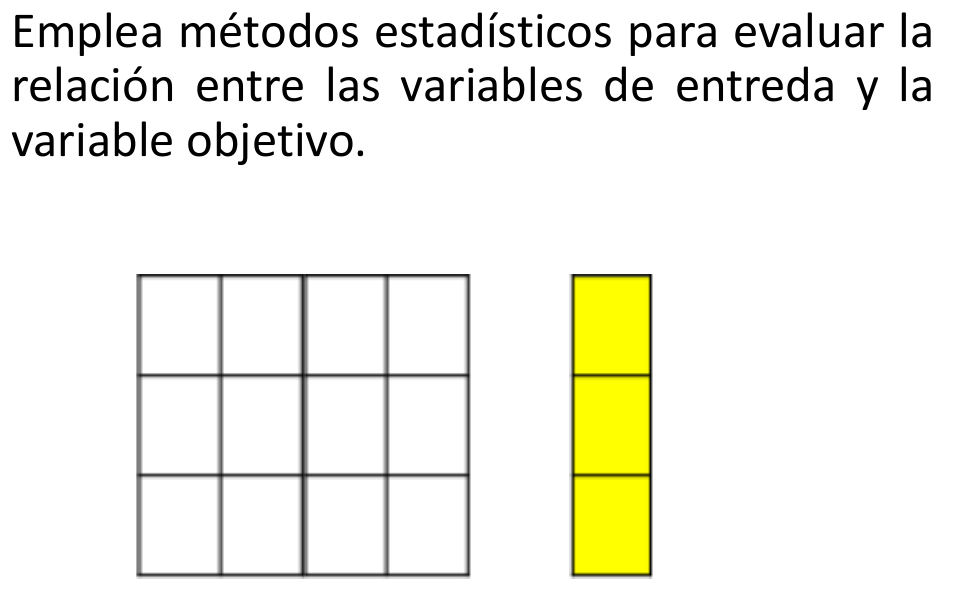 Emplea métodos estadísticos para evaluar la
relación entre las variables de entreda y la
variable objetivo.